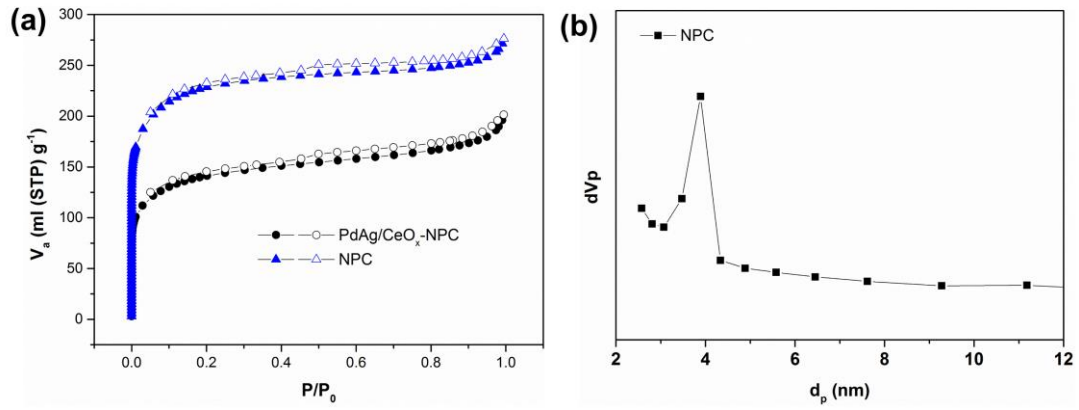 (a)
300
250
200
150
100
50
0
Va (ml (STP) g-1)
PdAg/CeOx-NPC
NPC
0.0 0.2 0.4 0.6 0.8 1.0
P/P0
(b)
NPC
dVp
2 4 6 8 10 12
dp (nm)